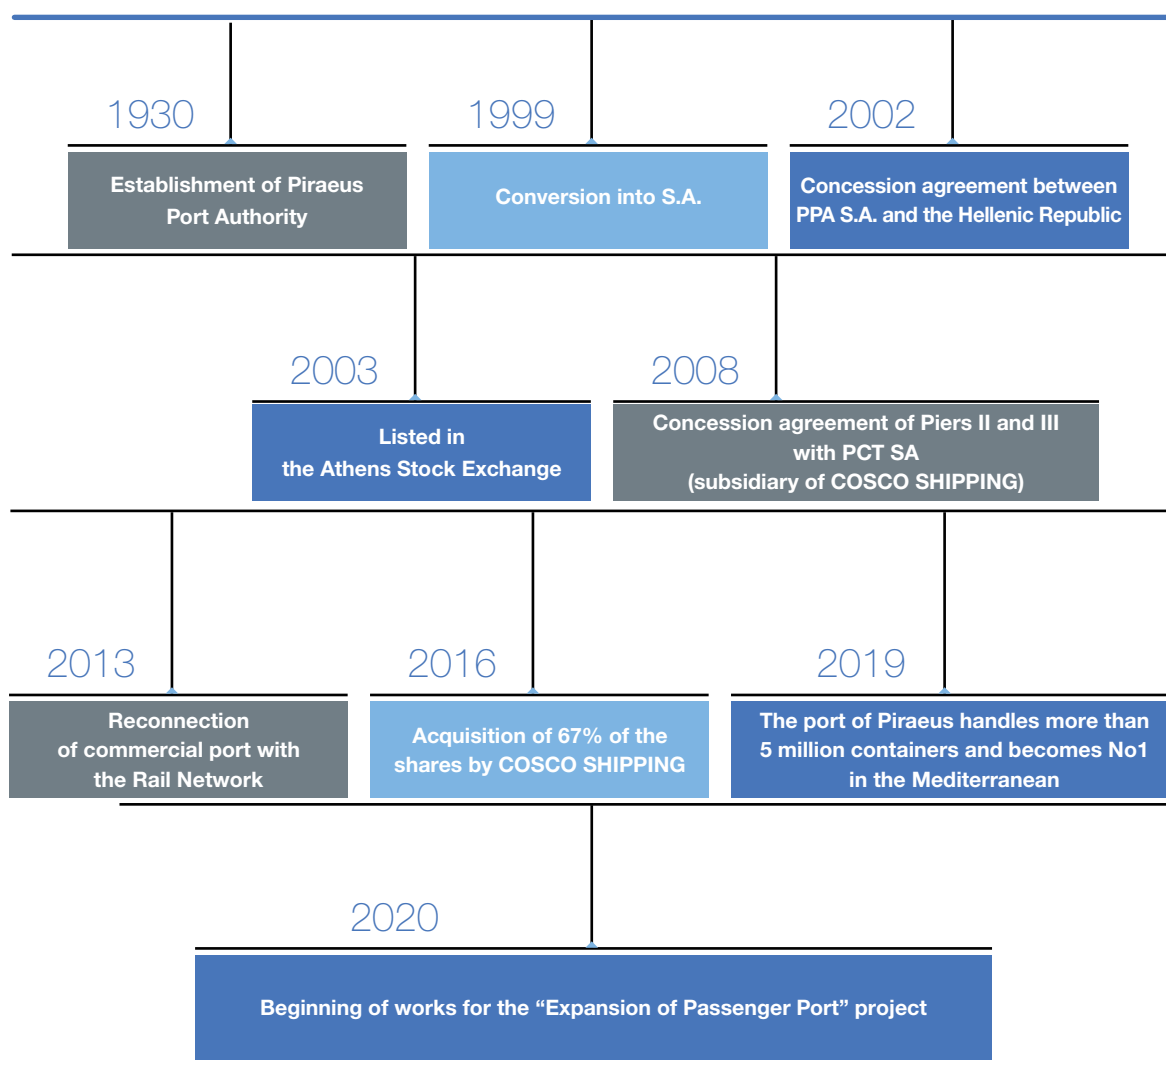 1930
Establishment of Piraeus
Port Authority
1999
Conversion into S.A.
2002
Concession agreement between
PPA S.A. and the Hellenic Republic
2003
Listed in
the Athens Stock Exchange
2008
Concession agreement of Piers II and III
with PCT SA
(subsidiary of COSCO SHIPPING)
2013
Reconnection
of commercial port with
the Rail Network
2016
Acquisition of 67% of the
shares by COSCO SHIPPING
2019
The port of Piraeus handles more than
5 million containers and becomes No1
in the Mediterranean
2020
Beginning of works for the “Expansion of Passenger Port” project